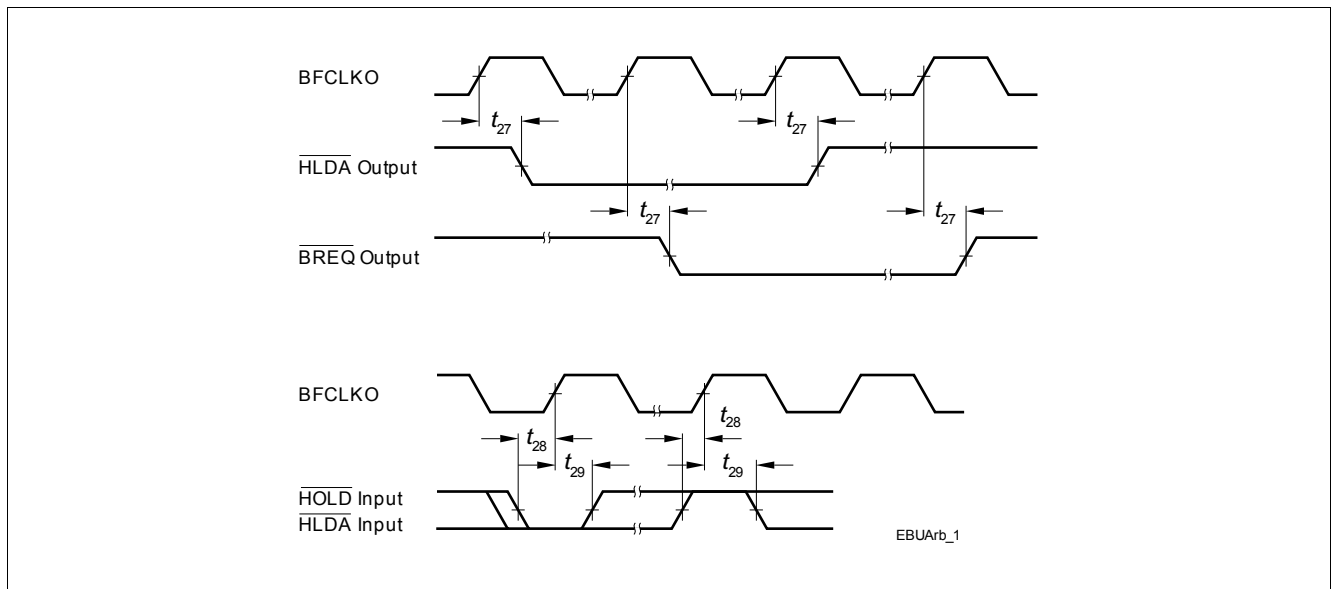 BFCLKO
t27 t27
HLDA Output
t27 t27
BREQ Output
BFCLKO
t28 t28
t29 t29
HOLD Input
HLDA Input
EBUArb_1